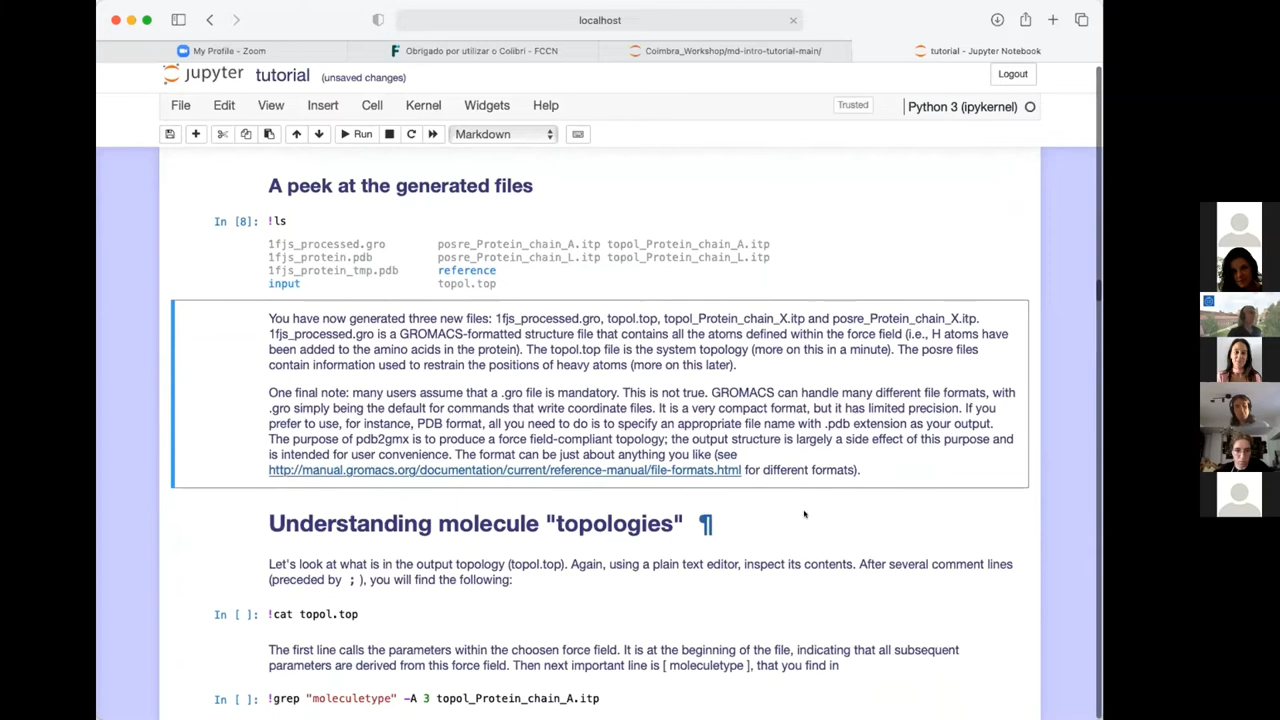 localhost
My Profile - Zoom
Obrigado por utilizar o Colibri - FCCN
Coimbra_Workshop/md-intro-tutorial-main/
tutorial - Jupyter Notebook
jupyter tutorial (unsaved changes)
Logout
File Edit View Insert Cell Kernel Widgets Help
Trusted
Python 3 (ipykernel)
Run
Markdown
A peek at the generated files
In [8]: !ls
1fjs_processed.gro posre_Protein_chain_A.itp topol_Protein_chain_A.itp
1fjs_protein.pdb posre_Protein_chain_L.itp topol_Protein_chain_L.itp
1fjs_protein_tmp.pdb reference
input topol.top
You have now generated three new files: 1fjs_processed.gro, topol.top, topol_Protein_chain_X.itp and posre_Protein_chain_X.itp.
1fjs_processed.gro is a GROMACS-formatted structure file that contains all the atoms defined within the force field (i.e., H atoms have
been added to the amino acids in the protein). The topol.top file is the system topology (more on this in a minute). The posre files
contain information used to restrain the positions of heavy atoms (more on this later).
One final note: many users assume that a .gro file is mandatory. This is not true. GROMACS can handle many different file formats, with
.gro simply being the default for commands that write coordinate files. It is a very compact format, but it has limited precision. If you
prefer to use, for instance, PDB format, all you need to do is to specify an appropriate file name with .pdb extension as your output.
The purpose of pdb2gmx is to produce a force field-compliant topology; the output structure is largely a side effect of this purpose and
is intended for user convenience. The format can be just about anything you like (see
http://manual.gromacs.org/documentation/current/reference-manual/file-formats.html for different formats).
Understanding molecule "topologies" ¶
Let's look at what is in the output topology (topol.top). Again, using a plain text editor, inspect its contents. After several comment lines
(preceded by ; ), you will find the following:
In [ ]: !cat topol.top
The first line calls the parameters within the choosen force field. It is at the beginning of the file, indicating that all subsequent
parameters are derived from this force field. Then next important line is [ moleculetype ], that you find in
In [ ]: !grep "moleculetype" -A 3 topol_Protein_chain_A.itp